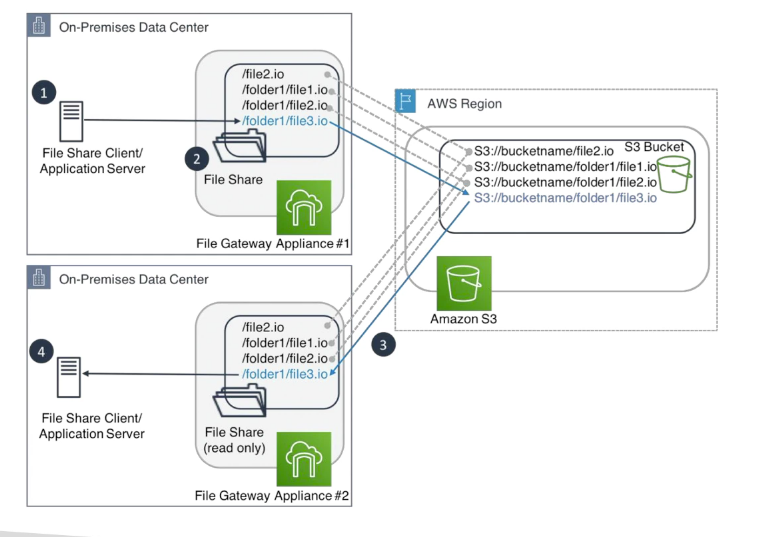 On-Premises Data Center
/file2.io
/folder1/file1.io
/folder1/file2.io
/folder1/file3.io
1
File Share Client/
Application Server
2
File Share
File Gateway Appliance #1
AWS Region
S3 Bucket
S3://bucketname/file2.io
S3://bucketname/folder1/file1.io
S3://bucketname/folder1/file2.io
S3://bucketname/folder1/file3.io
Amazon S3
3
On-Premises Data Center
/file2.io
/folder1/file1.io
/folder1/file2.io
/folder1/file3.io
4
File Share Client/
Application Server
File Share
(read only)
File Gateway Appliance #2